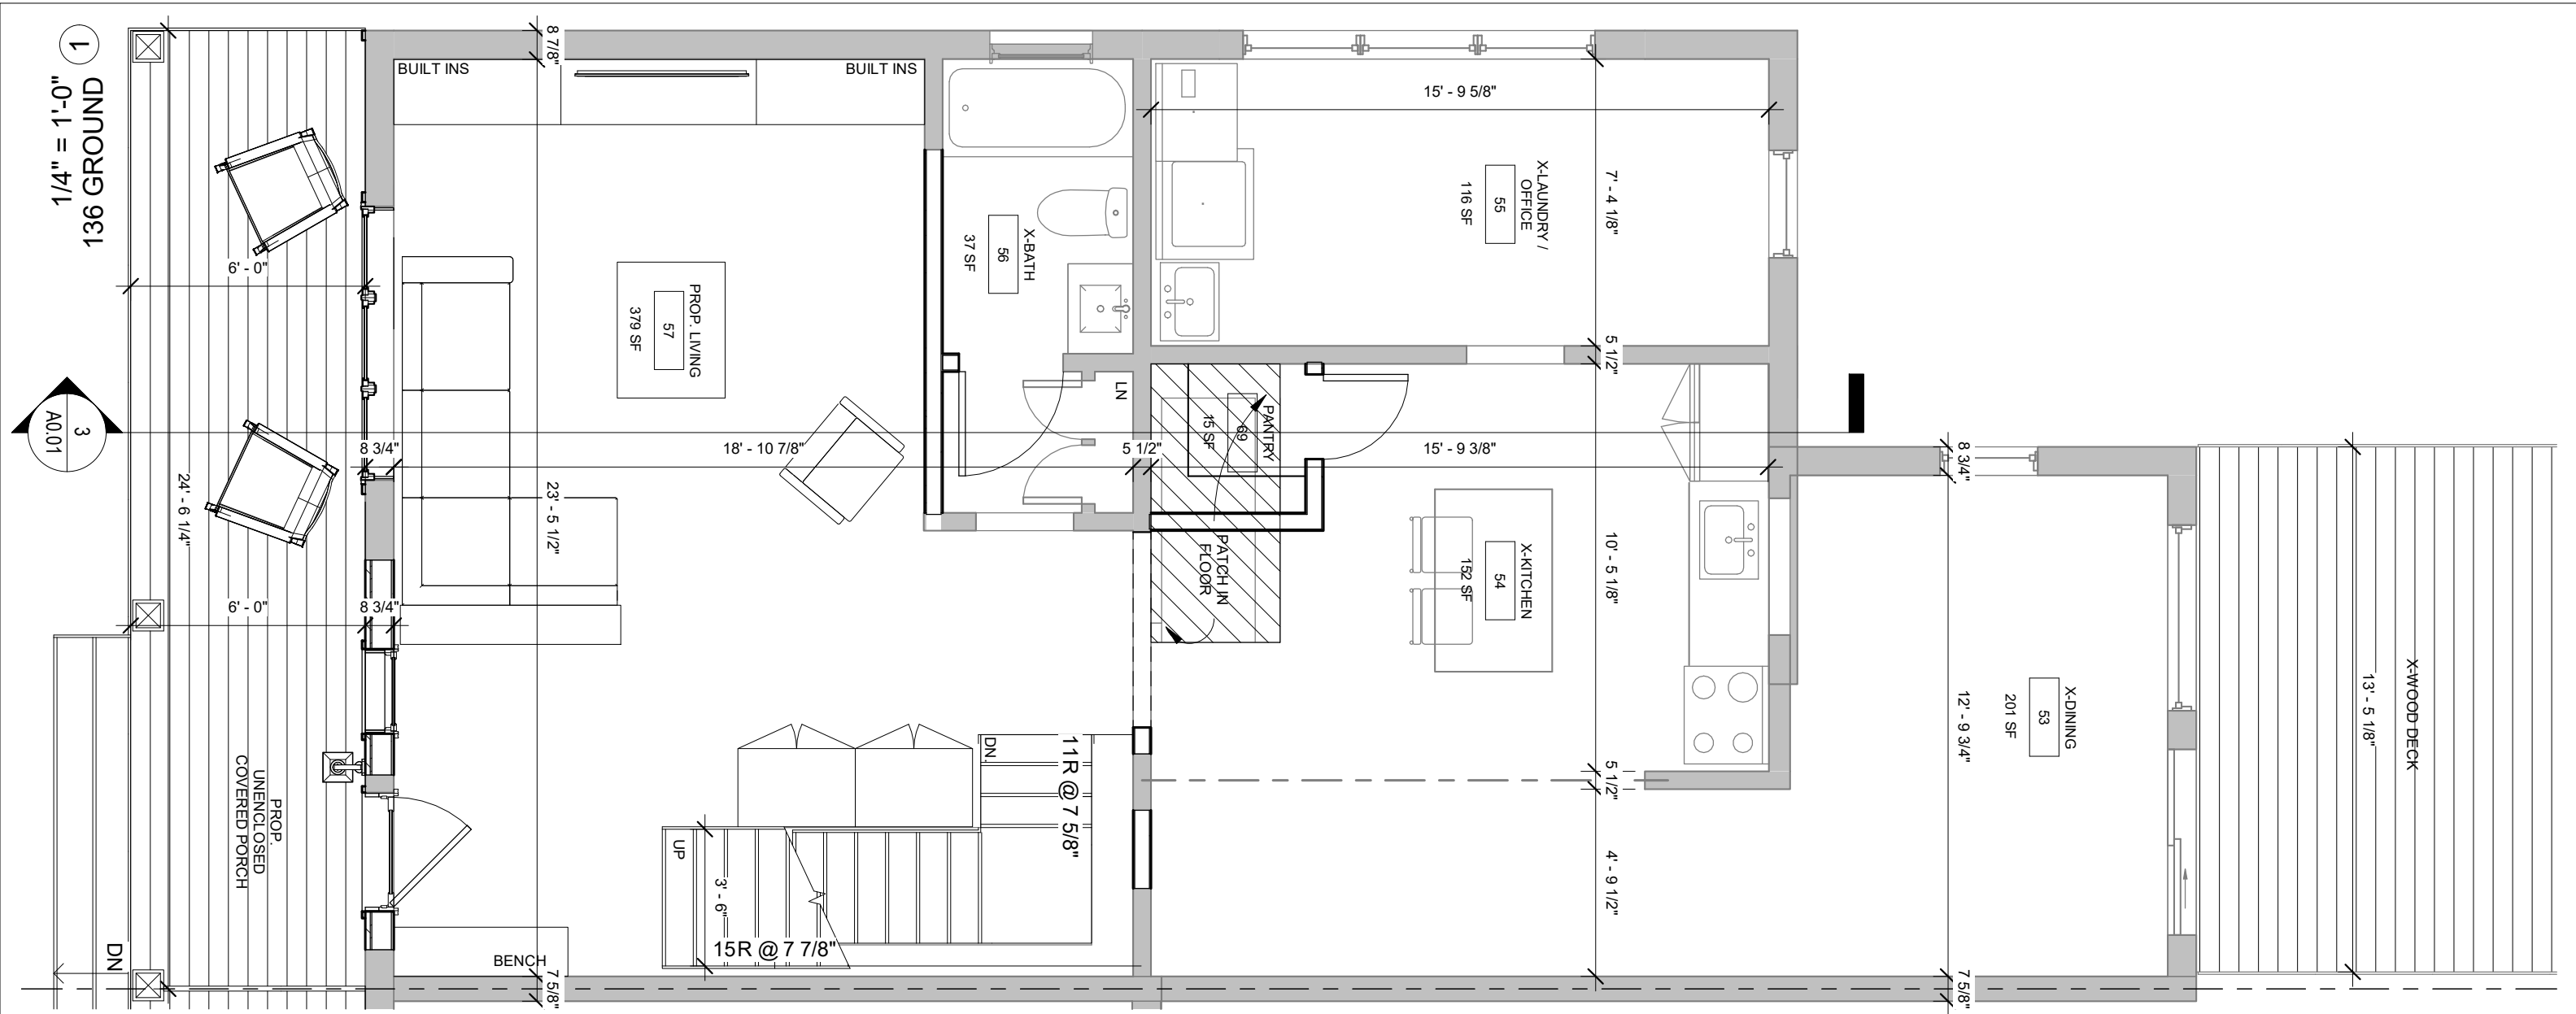 1
136 GROUND
1/4" = 1'-0"
3
A0.01
6' - 0"
24' - 6 1/4"
6' - 0"
PROP.
UNENCLOSED
COVERED PORCH
DN
8 3/4"
8 3/4"
BUILT INS
BUILT INS
8 7/8"
23' - 5 1/2"
7 5/8"
PROP. LIVING
57
379 SF
18' - 10 7/8"
BENCH
UP
3' - 6"
15R @ 7 7/8"
DN.
11R @ 7 5/8"
X-BATH
56
37 SF
LN
5 1/2"
PANTRY
69
15 SF
PATCH IN
FLOOR
15' - 9 5/8"
X-LAUNDRY /
OFFICE
55
116 SF
7' - 4 1/8"
5 1/2"
15' - 9 3/8"
X-KITCHEN
54
152 SF
10' - 5 1/8"
5 1/2"
4' - 9 1/2"
8 3/4"
12' - 9 3/4"
7 5/8"
X-DINING
53
201 SF
X-WOOD DECK
13' - 5 1/8"